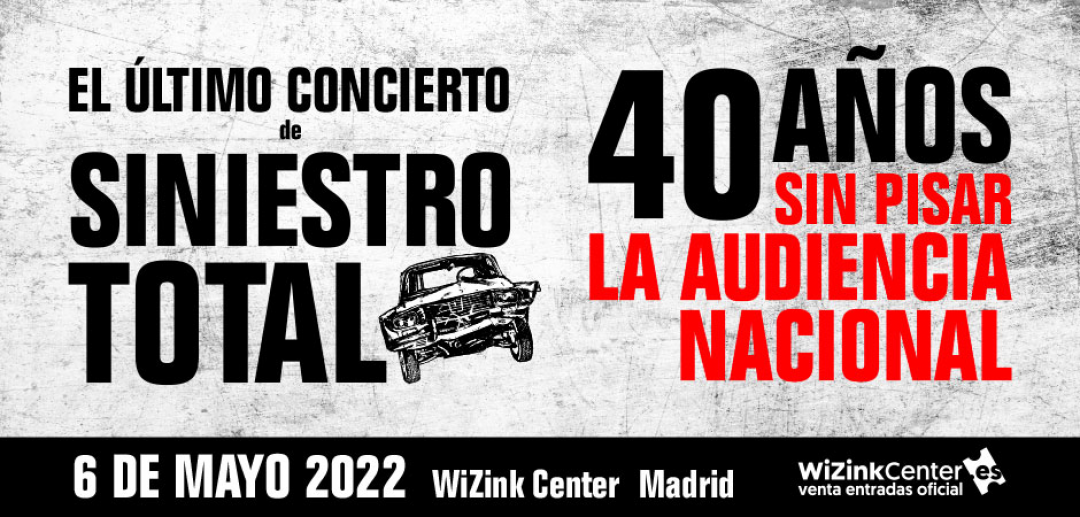 EL ÚLTIMO CONCIERTO
de
SINIESTRO
TOTAL
40 AÑOS
SIN PISAR
LA AUDIENCIA
NACIONAL
6 DE MAYO 2022 WiZink Center Madrid
WiZinkCenter.es
venta entradas oficial